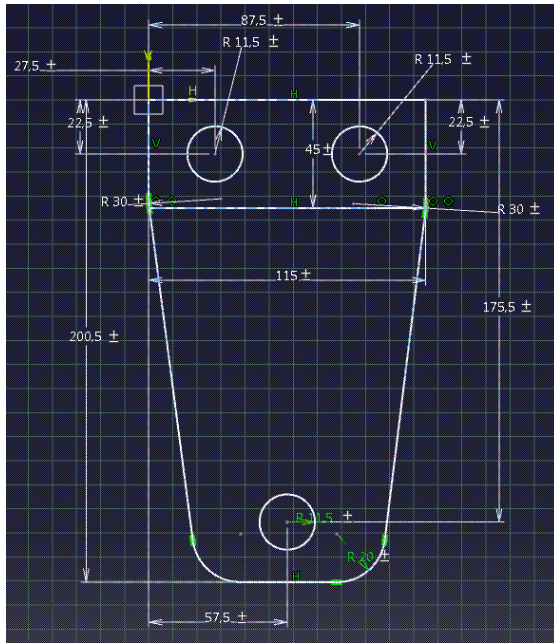 87,5 ±
R 11,5 ±
R 11,5 ±
27,5 ±
V
H
H
22,5 ±
22,5 ±
V
45 ±
V
R 30 ±
H
R 30 ±
115 ±
175,5 ±
200,5 ±
R 11,5 ±
R 20 ±
H
57,5 ±